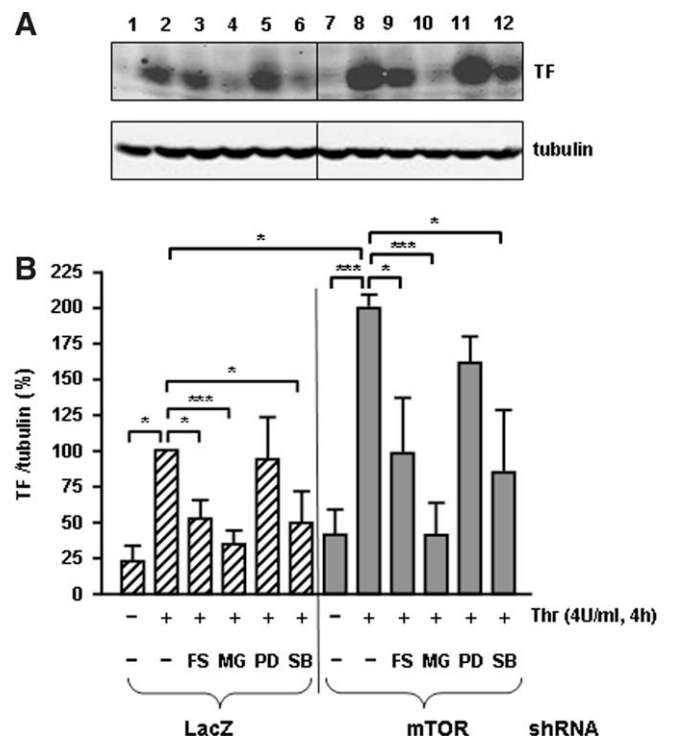 A
1 2 3 4 5 6 7 8 9 10 11 12
TF
tubulin
B
* *
*** *
* *** *
*** * *
225
200
175
150
125
100
75
50
25
0
TF /tubulin (%)
– + + + + + – + + + + + Thr (4U/ml, 4h)
– – FS MG PD SB – – FS MG PD SB
LacZ mTOR shRNA